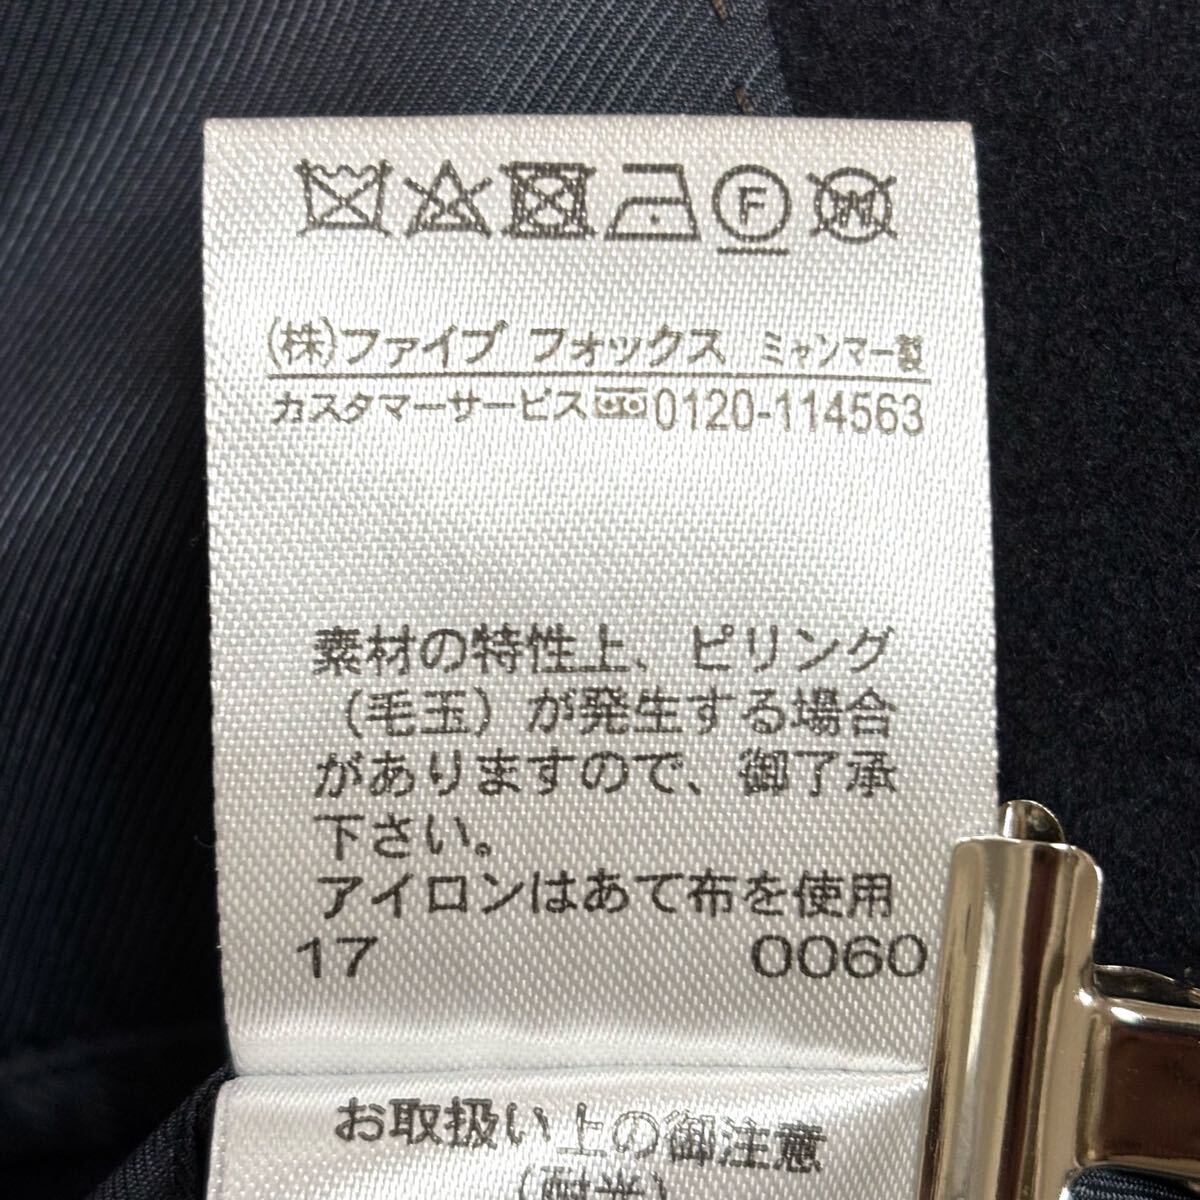 F W
(株)ファイブ フォックス ミャンマー製
カスタマーサービス 0120-114563
素材の特性上、ピリング
(毛玉)が発生する場合
がありますので、御了承
下さい。
アイロンはあて布を使用
17 0060
お取扱い上の御注意
(耐光)